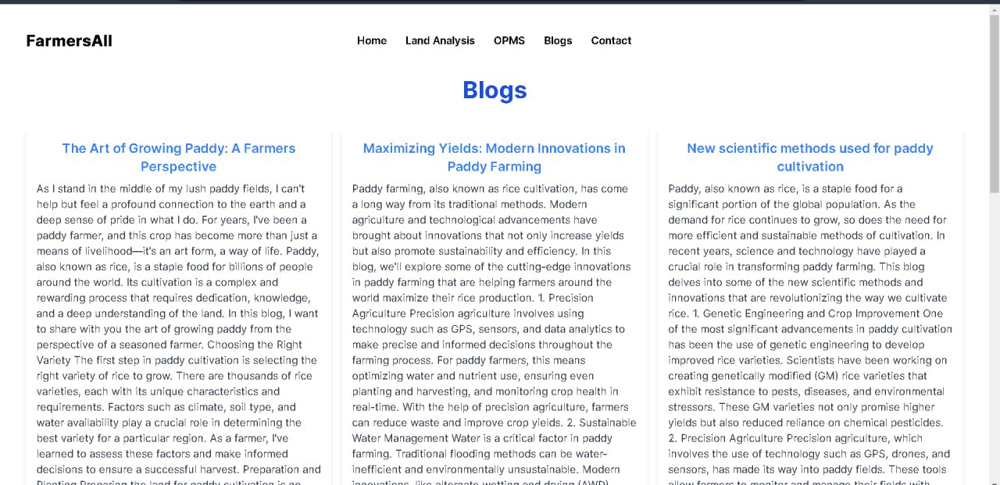 FarmersAll
Home Land Analysis OPMS Blogs Contact
Blogs
The Art of Growing Paddy: A Farmers
Perspective
As I stand in the middle of my lush paddy fields, I can't
help but feel a profound connection to the earth and a
deep sense of pride in what I do. For years, I've been a
paddy farmer, and this crop has become more than just a
means of livelihood—it's an art form, a way of life. Paddy,
also known as rice, is a staple food for billions of people
around the world. Its cultivation is a complex and
rewarding process that requires dedication, knowledge,
and a deep understanding of the land. In this blog, I want
to share with you the art of growing paddy from the
perspective of a seasoned farmer. Choosing the Right
Variety The first step in paddy cultivation is selecting the
right variety of rice to grow. There are thousands of rice
varieties, each with its unique characteristics and
requirements. Factors such as climate, soil type, and
water availability play a crucial role in determining the
best variety for a particular region. As a farmer, I've
learned to assess these factors and make informed
decisions to ensure a successful harvest. Preparation and
Planting Preparing the land for paddy cultivation is no
Maximizing Yields: Modern Innovations in
Paddy Farming
Paddy farming, also known as rice cultivation, has come
a long way from its traditional methods. Modern
agriculture and technological advancements have
brought about innovations that not only increase yields
but also promote sustainability and efficiency. In this
blog, we'll explore some of the cutting-edge innovations
in paddy farming that are helping farmers around the
world maximize their rice production. 1. Precision
Agriculture Precision agriculture involves using
technology such as GPS, sensors, and data analytics to
make precise and informed decisions throughout the
farming process. For paddy farmers, this means
optimizing water and nutrient use, ensuring even
planting and harvesting, and monitoring crop health in
real-time. With the help of precision agriculture, farmers
can reduce waste and improve crop yields. 2. Sustainable
Water Management Water is a critical factor in paddy
farming. Traditional flooding methods can be water-
inefficient and environmentally unsustainable. Modern
innovations, like alternate wetting and drying (AWD)
New scientific methods used for paddy
cultivation
Paddy, also known as rice, is a staple food for a
significant portion of the global population. As the
demand for rice continues to grow, so does the need for
more efficient and sustainable methods of cultivation. In
recent years, science and technology have played a
crucial role in transforming paddy farming. This blog
delves into some of the new scientific methods and
innovations that are revolutionizing the way we cultivate
rice. 1. Genetic Engineering and Crop Improvement One
of the most significant advancements in paddy cultivation
has been the use of genetic engineering to develop
improved rice varieties. Scientists have been working on
creating genetically modified (GM) rice varieties that
exhibit resistance to pests, diseases, and environmental
stressors. These GM varieties not only promise higher
yields but also reduced reliance on chemical pesticides.
2. Precision Agriculture Precision agriculture, which
involves the use of technology such as GPS, drones, and
sensors, has made its way into paddy fields. These tools
allow farmers to monitor and manage their fields with